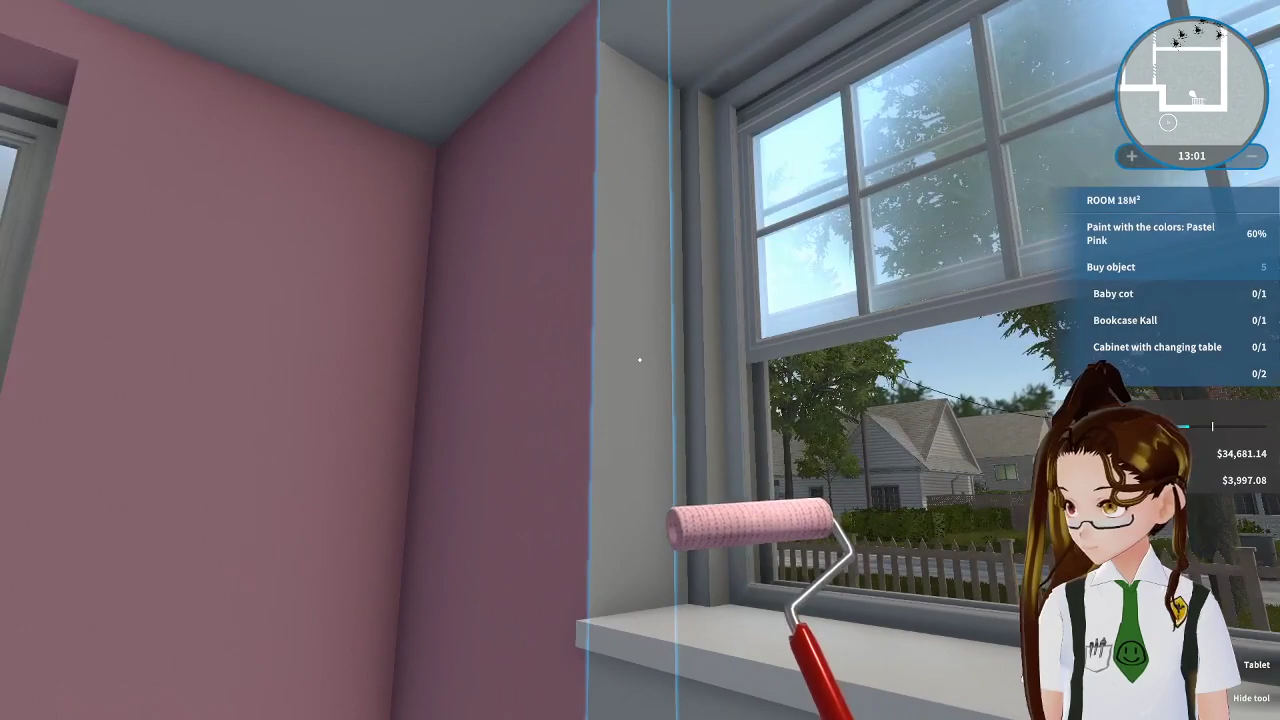 13:01
ROOM 18M²
Paint with the colors: Pastel
Pink
60%
Buy object 5
Baby cot 0/1
Bookcase Kall 0/1
Cabinet with changing table 0/1
0/2
$34,681.14
$3,997.08
Tablet
Hide tool